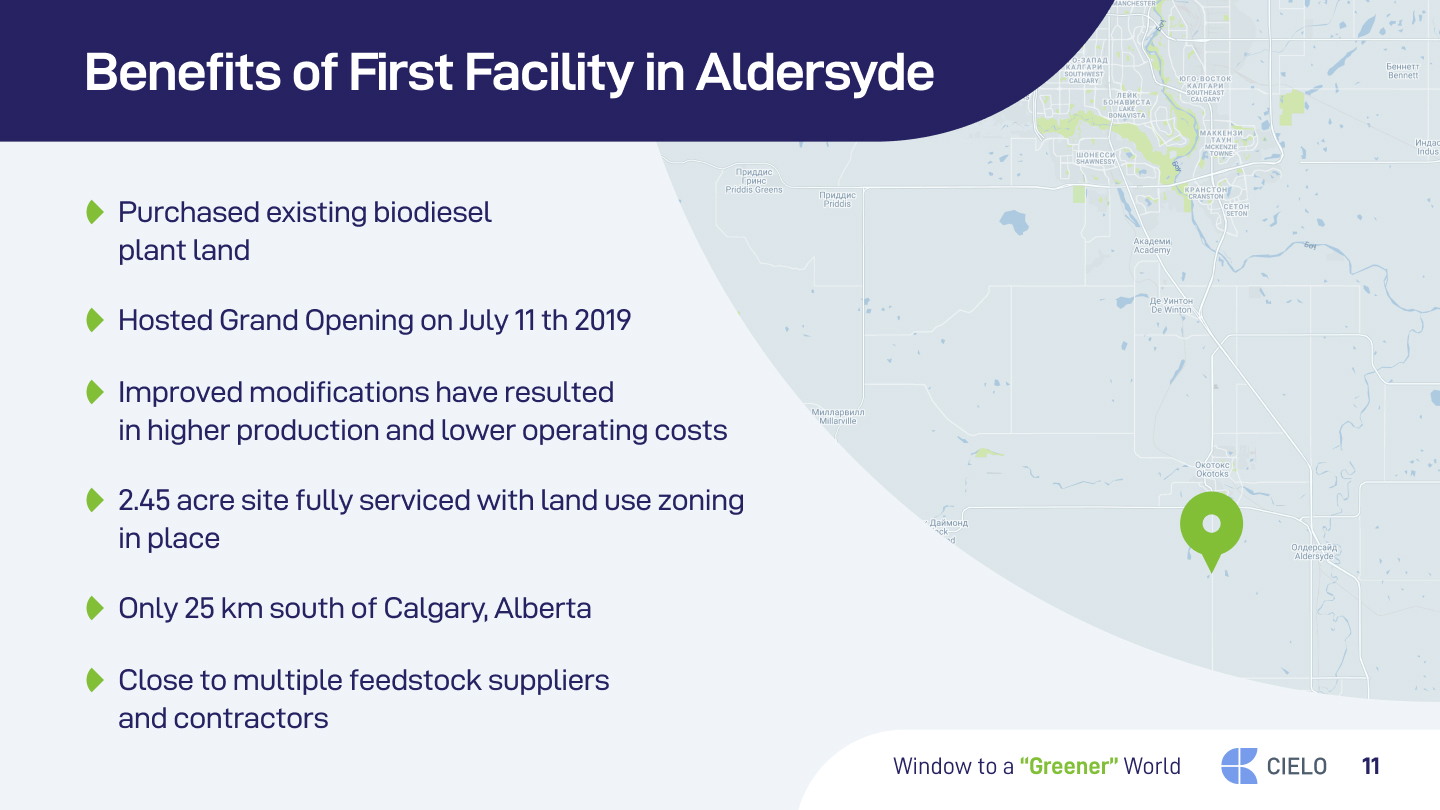 Benefits of First Facility in Aldersyde
Purchased existing biodiesel
plant land
Hosted Grand Opening on July 11 th 2019
Improved modifications have resulted
in higher production and lower operating costs
2.45 acre site fully serviced with land use zoning
in place
Only 25 km south of Calgary, Alberta
Close to multiple feedstock suppliers
and contractors
MANCHESTER
КАЛГАРИ
SOUTHWEST
CALGARY
ЮГО-ВОСТОК
КАЛГАРИ
SOUTHEAST
CALGARY
Беннетт
Bennett
ЛЕЙК
БОНАВИСТА
LAKE
BONAVISTA
МАККЕНЗИ
ТАУН
MCKENZIE
TOWNE
Indus
ШОНЕССИ
SHAWNESSY
Приддис
Гринс
Priddis Greens
Приддис
Priddis
КРАНСТОН
CRANSTON
СЕТОН
SETON
Академи
Academy
Боу
Де Уинтон
De Winton
Милларвилл
Millarville
Окотокс
Okotoks
Даймонд
Олдерсайд
Aldersyde
Window to a “Greener” World
CIELO
11